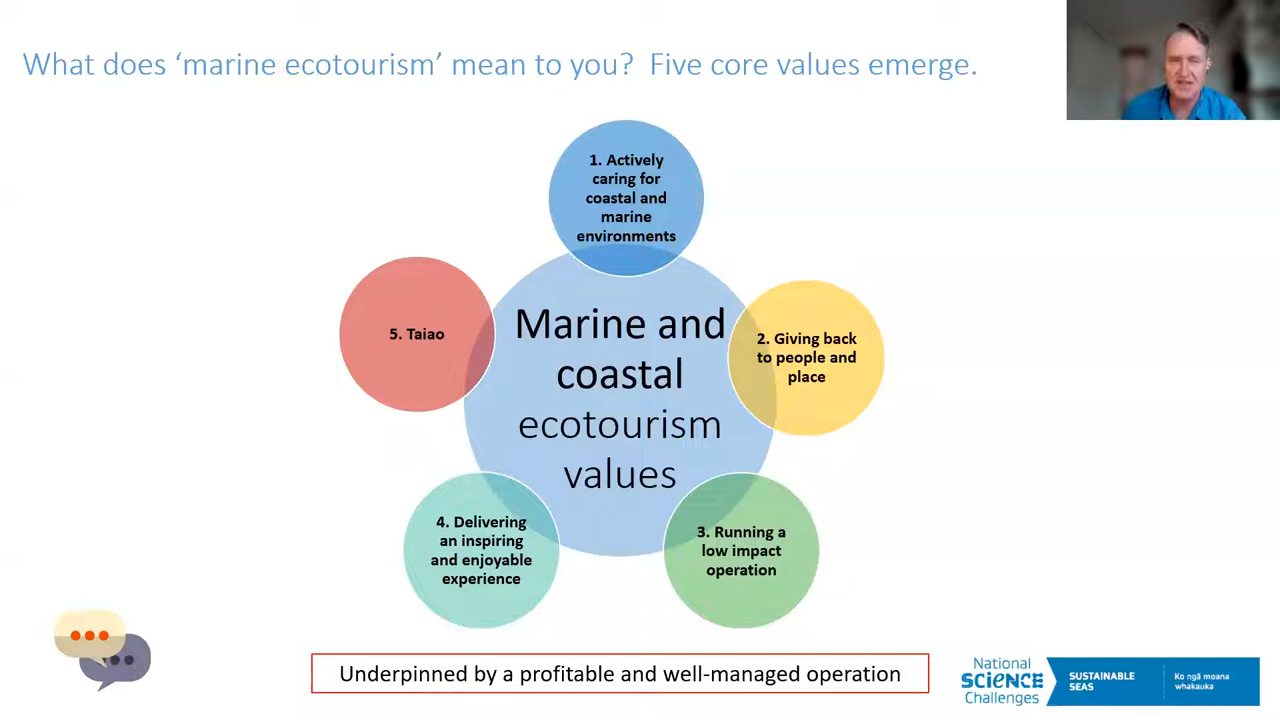 What does ‘marine ecotourism’ mean to you?  Five core values emerge.
1. Actively
caring for
coastal and
marine
environments
5. Taiao
Marine and
coastal
ecotourism
values
2. Giving back
to people and
place
4. Delivering
an inspiring
and enjoyable
experience
3. Running a
low impact
operation
Underpinned by a profitable and well-managed operation
National
SCIENCE
Challenges
SUSTAINABLE
SEAS
Ko ngā moana
whakauka